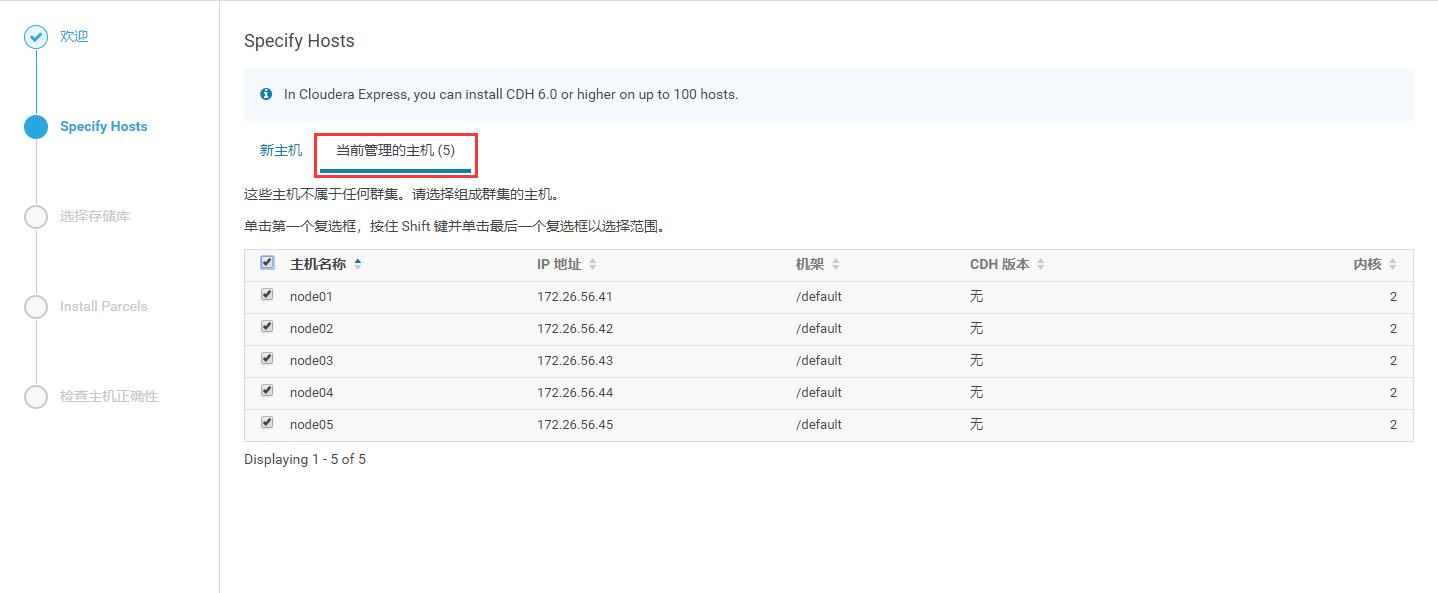 欢迎
Specify Hosts
选择存储库
Install Parcels
检查主机正确性
Specify Hosts
In Cloudera Express, you can install CDH 6.0 or higher on up to 100 hosts.
新主机 当前管理的主机 (5)
这些主机不属于任何群集。请选择组成群集的主机。
单击第一个复选框，按住 Shift 键并单击最后一个复选框以选择范围。
主机名称 IP 地址 机架 CDH 版本 内核
node01 172.26.56.41 /default 无 2
node02 172.26.56.42 /default 无 2
node03 172.26.56.43 /default 无 2
node04 172.26.56.44 /default 无 2
node05 172.26.56.45 /default 无 2
Displaying 1 - 5 of 5